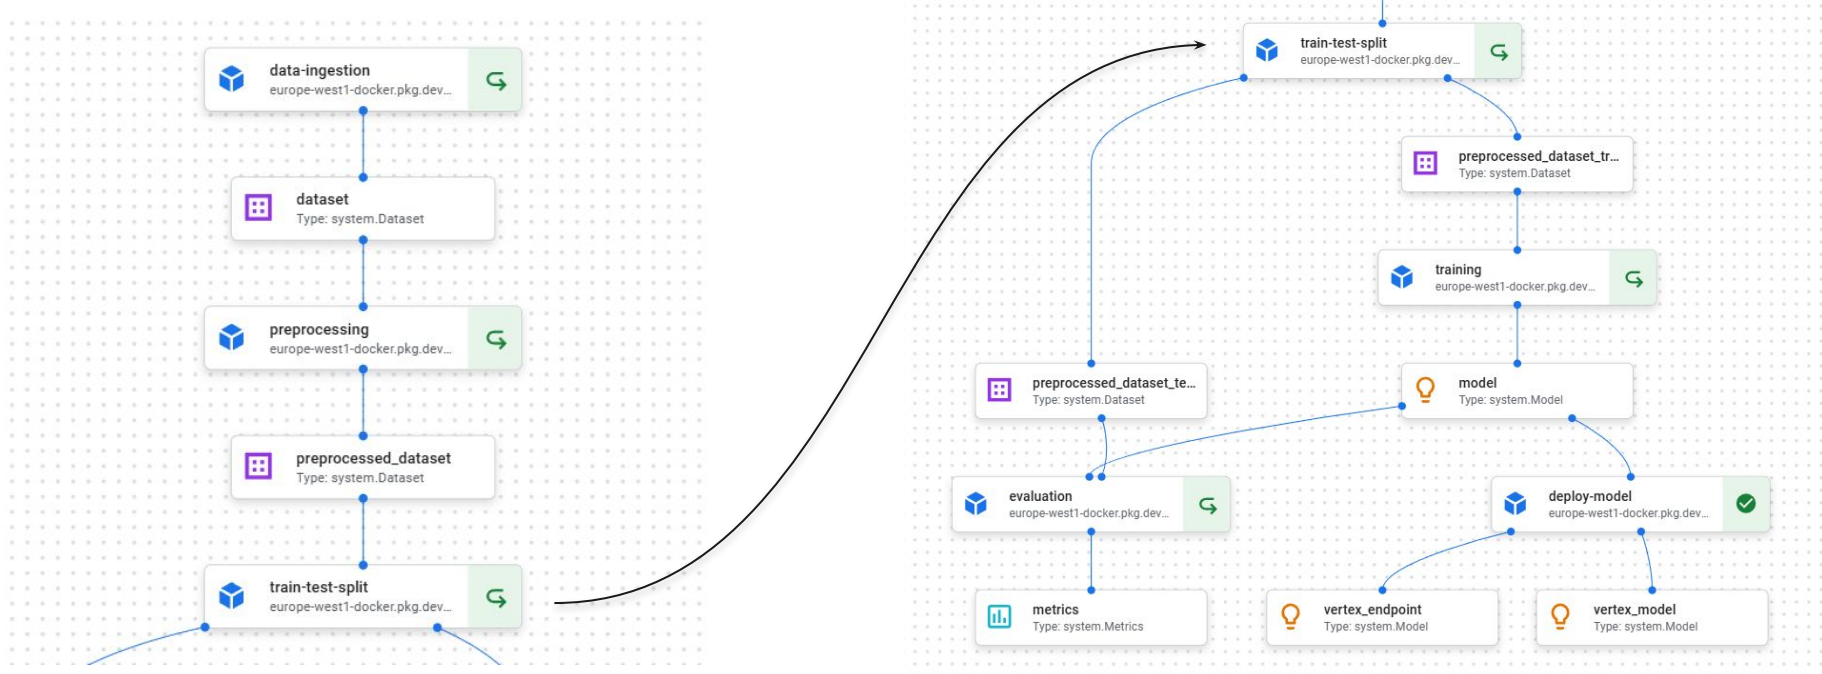 data-ingestion
europe-west1-docker.pkg.dev...
dataset
Type: system.Dataset
preprocessing
europe-west1-docker.pkg.dev...
preprocessed_dataset
Type: system.Dataset
train-test-split
europe-west1-docker.pkg.dev...
train-test-split
europe-west1-docker.pkg.dev...
preprocessed_dataset_tr...
Type: system.Dataset
training
europe-west1-docker.pkg.dev...
preprocessed_dataset_te...
Type: system.Dataset
model
Type: system.Model
evaluation
europe-west1-docker.pkg.dev...
deploy-model
europe-west1-docker.pkg.dev...
metrics
Type: system.Metrics
vertex_endpoint
Type: system.Model
vertex_model
Type: system.Model